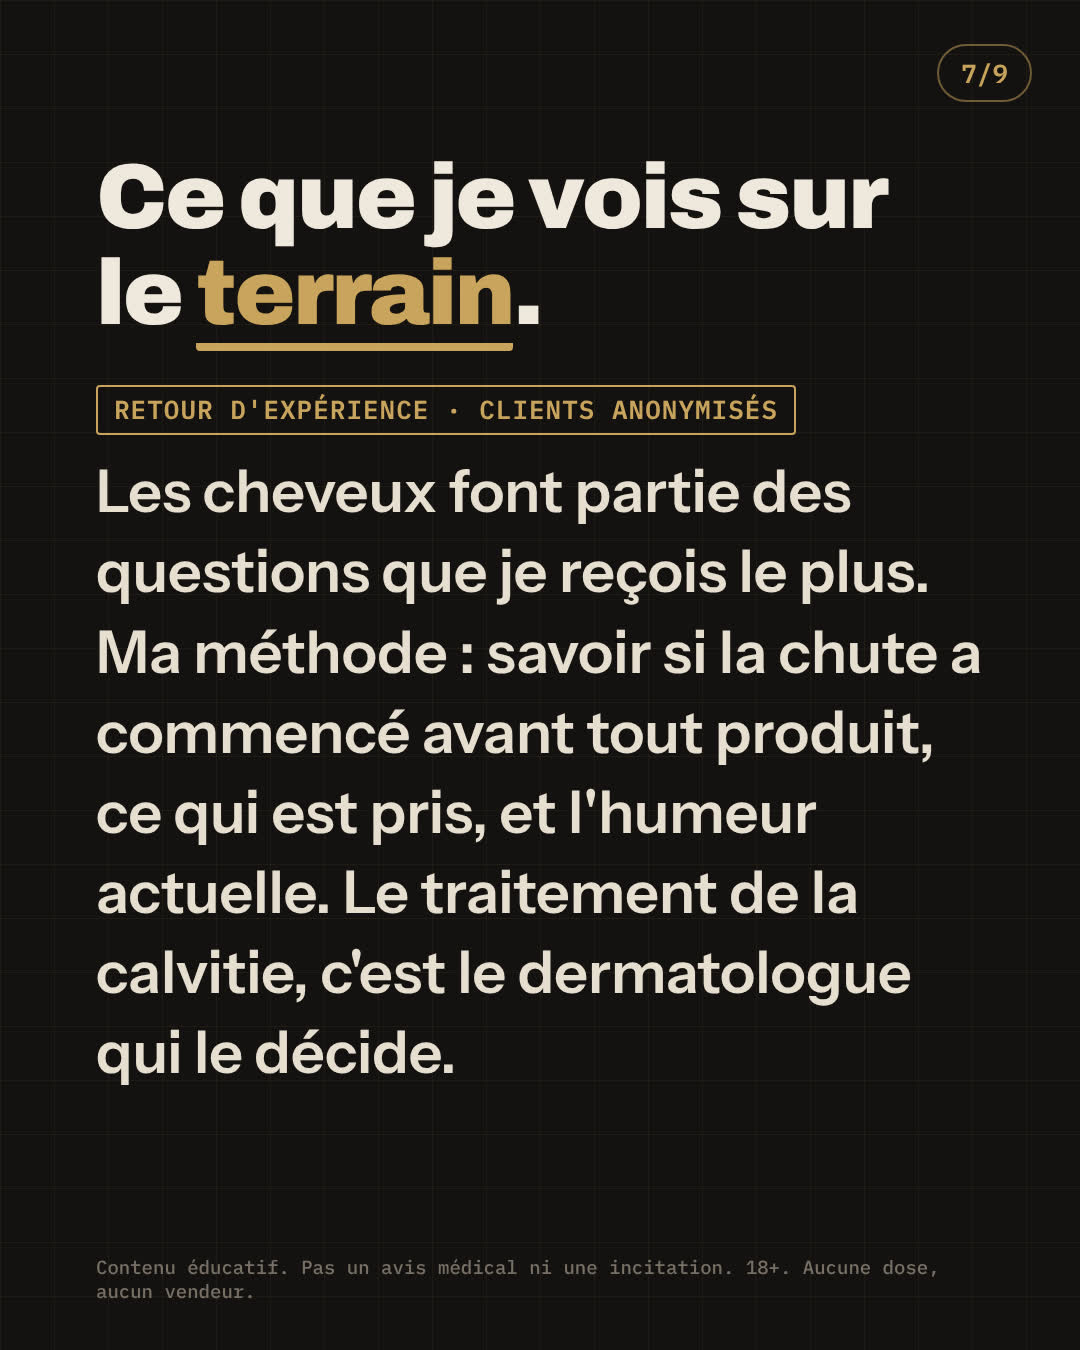 7/9
Ce que je vois sur
le terrain.
RETOUR D'EXPÉRIENCE · CLIENTS ANONYMISÉS
Les cheveux font partie des
questions que je reçois le plus.
Ma méthode : savoir si la chute a
commencé avant tout produit,
ce qui est pris, et l'humeur
actuelle. Le traitement de la
calvitie, c'est le dermatologue
qui le décide.
Contenu éducatif. Pas un avis médical ni une incitation. 18+. Aucune dose,
aucun vendeur.